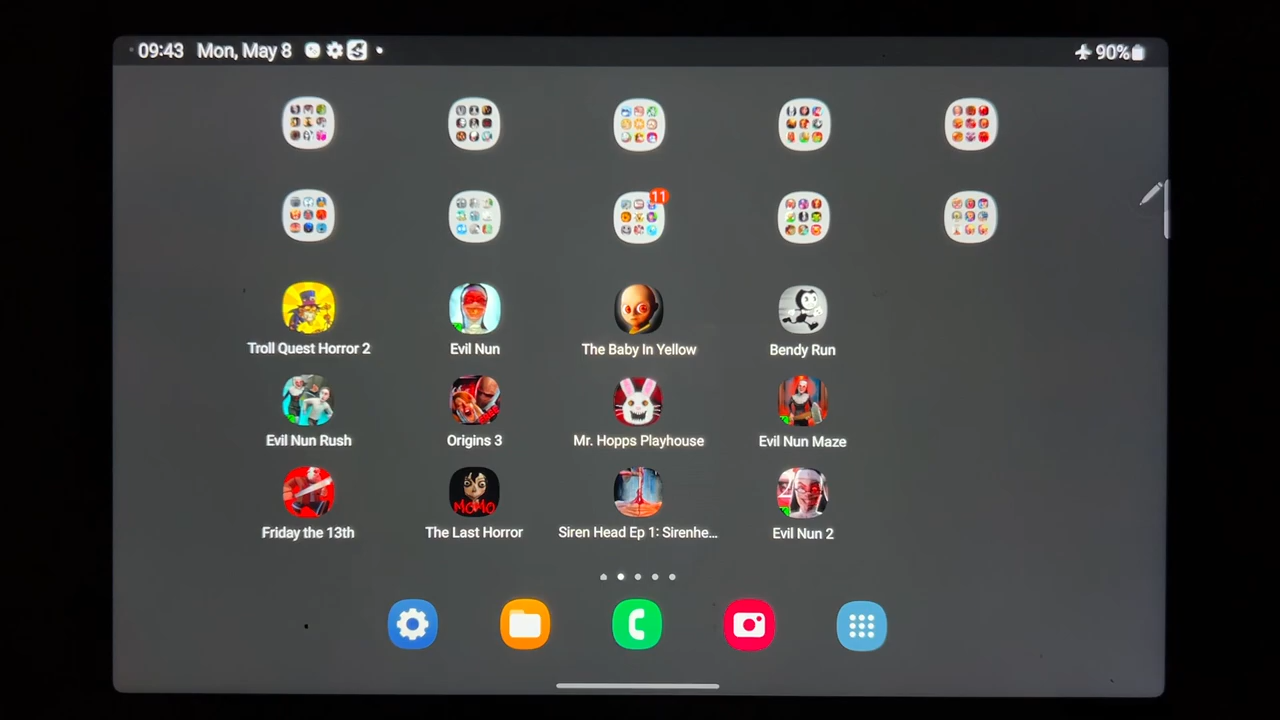 09:43 Mon, May 8 90%
11
Troll Quest Horror 2 Evil Nun The Baby In Yellow Bendy Run
Evil Nun Rush Origins 3 Mr. Hopps Playhouse Evil Nun Maze
MOMO
2
Friday the 13th The Last Horror Siren Head Ep 1: Sirenhe... Evil Nun 2